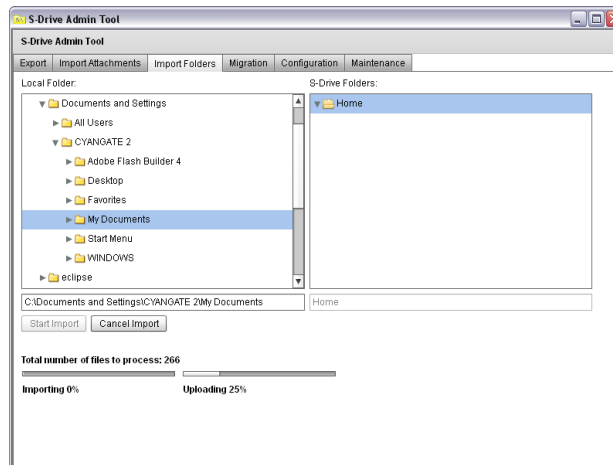 S-Drive Admin Tool
S-Drive Admin Tool
Export Import Attachments Import Folders Migration Configuration Maintenance
Local Folder: S-Drive Folders:
Documents and Settings
Home
All Users
CYANGATE 2
Adobe Flash Builder 4
Desktop
Favorites
My Documents
Start Menu
WINDOWS
eclipse
C:\Documents and Settings\CYANGATE 2\My Documents
Home
Start Import Cancel Import
Total number of files to process: 266
Importing 0% Uploading 25%